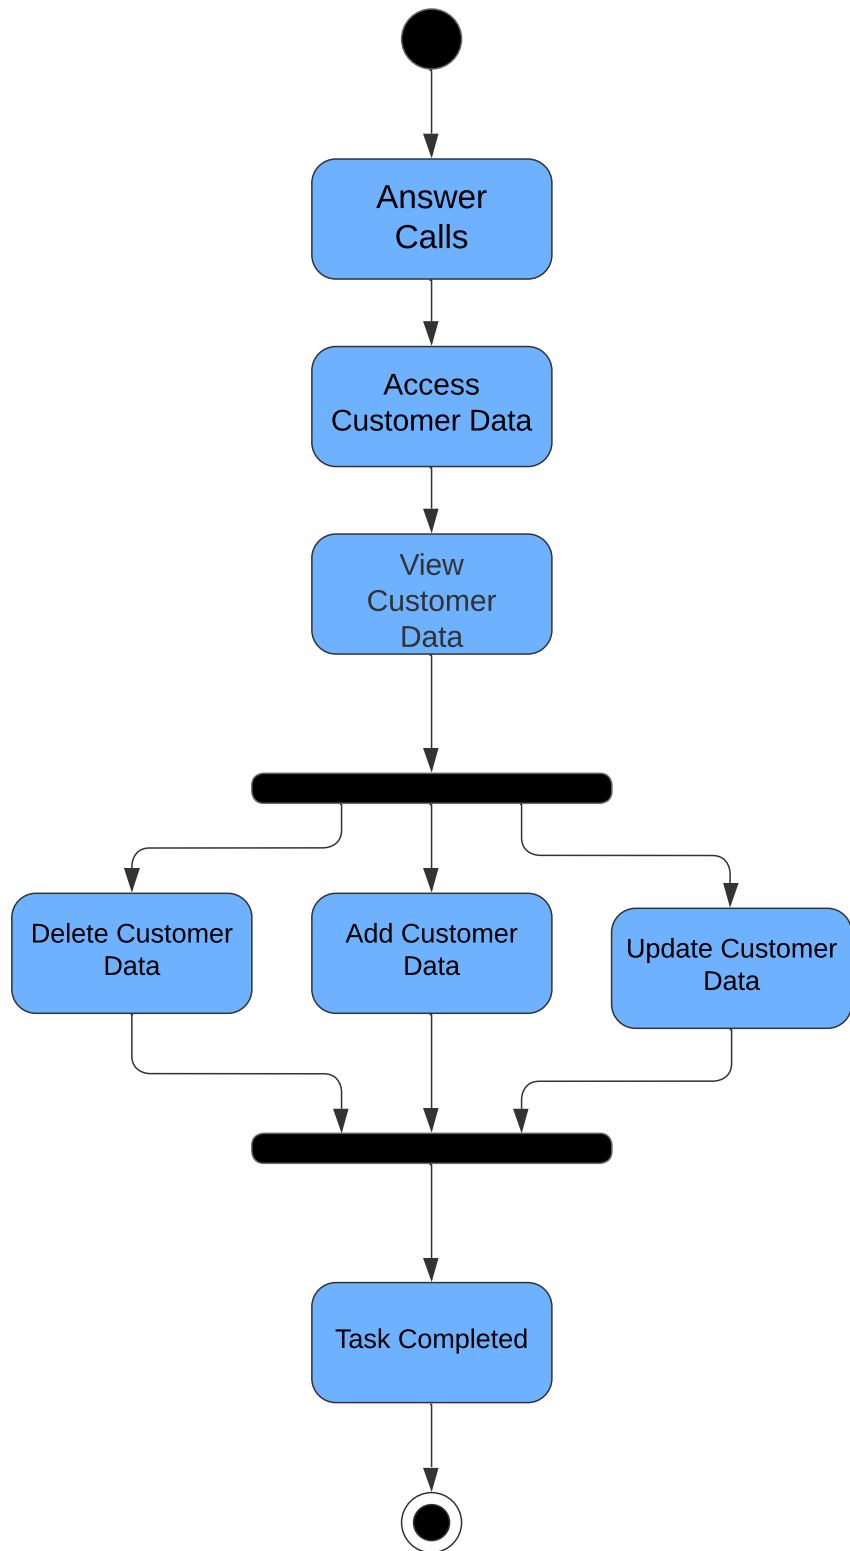 Answer
Calls
Access
Customer Data
View
Customer
Data
Delete Customer
Data
Add Customer
Data
Update Customer
Data
Task Completed